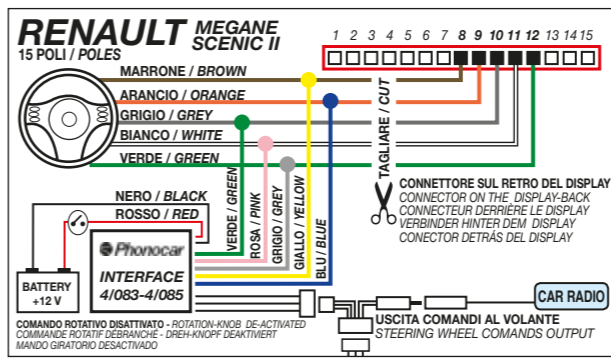 RENAULT MEGANE
SCENIC II
15 POLI / POLES
1 2 3 4 5 6 7 8 9 10 11 12 13 14 15
MARRONE / BROWN
ARANCIO / ORANGE
GRIGIO / GREY
BIANCO / WHITE
VERDE / GREEN
TAGLIARE / CUT
CONNETTORE SUL RETRO DEL DISPLAY
CONNECTOR ON THE DISPLAY-BACK
CONNECTEUR DERRIÈRE LE DISPLAY
VERBINDER HINTER DEM DISPLAY
CONECTOR DETRÁS DEL DISPLAY
NERO / BLACK
ROSSO / RED
VERDE / GREEN
ROSA / PINK
GRIGIO / GREY
GIALLO / YELLOW
BLU / BLUE
Phonocar
INTERFACE
4/083-4/085
BATTERY
+12 V
CAR RADIO
USCITA COMANDI AL VOLANTE
STEERING WHEEL COMANDS OUTPUT
COMANDO ROTATIVO DISATTIVATO - ROTATION-KNOB DE-ACTIVATED
COMMANDE ROTATIF DÉBRANCHÉ - DREH-KNOPF DEAKTIVIERT
MANDO GIRATORIO DESACTIVADO